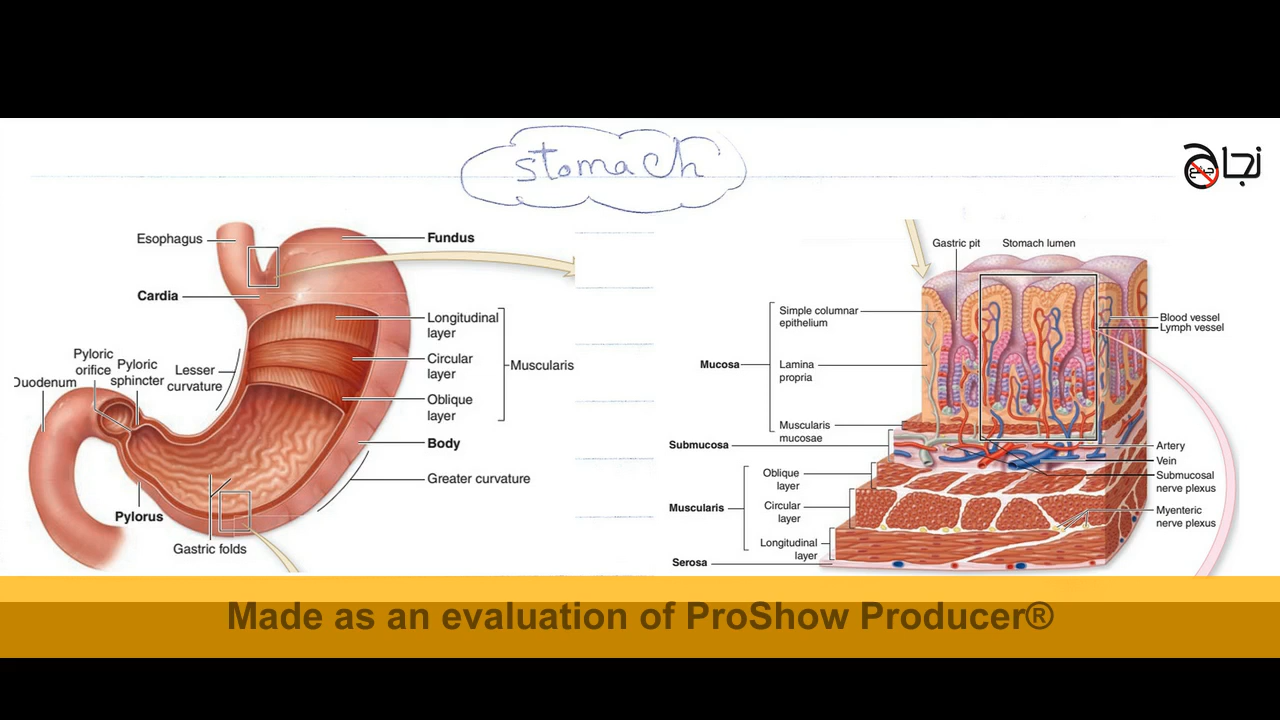 stomach
نجاح
Esophagus
Fundus
Cardia
Longitudinal
layer
Circular
layer
Muscularis
Oblique
layer
Pyloric
orifice
Pyloric
sphincter
Lesser
curvature
Duodenum
Body
Greater curvature
Pylorus
Gastric folds
Gastric pit
Stomach lumen
Simple columnar
epithelium
Mucosa
Lamina
propria
Muscularis
mucosae
Submucosa
Oblique
layer
Muscularis
Circular
layer
Longitudinal
layer
Serosa
Blood vessel
Lymph vessel
Artery
Vein
Submucosal
nerve plexus
Myenteric
nerve plexus
Made as an evaluation of ProShow Producer®